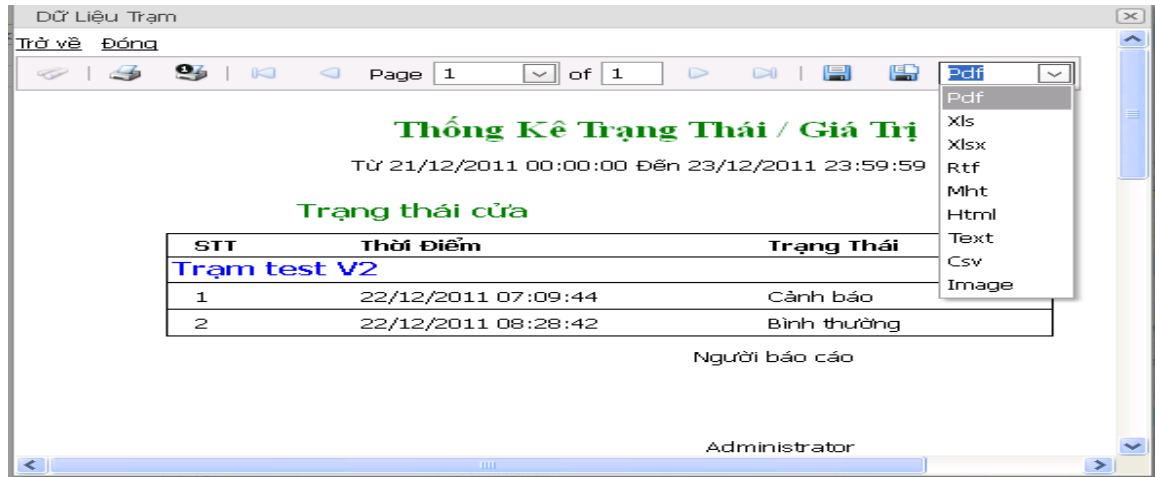 Dữ Liệu Trạm
Trở về Đóng
Page 1 of 1 Pdf
Pdf
Xls
Xlsx
Rtf
Mht
Html
Text
Csv
Image
Thống Kê Trạng Thái / Giá Trị
Từ 21/12/2011 00:00:00 Đến 23/12/2011 23:59:59
Trạng thái cửa
STT Thời Điểm Trạng Thái
Trạm test V2
1 22/12/2011 07:09:44 Cảnh báo
2 22/12/2011 08:28:42 Bình thường
Người báo cáo
Administrator